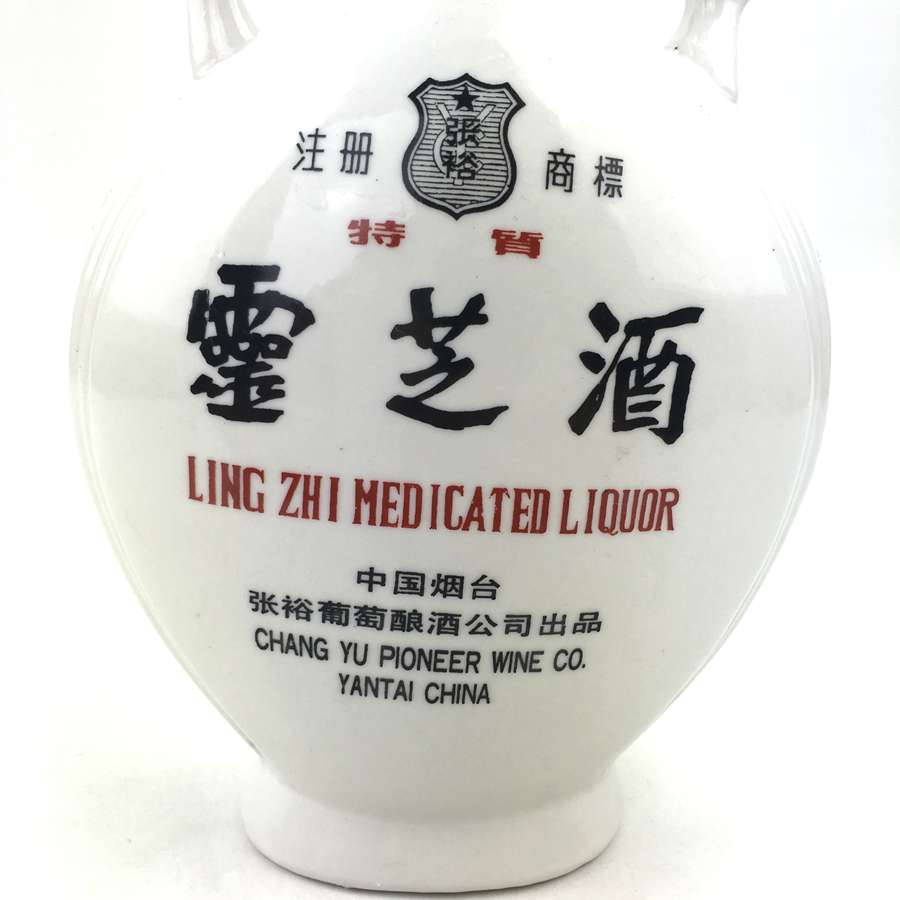 注册 張裕 商標
特質
靈芝酒
LING ZHI MEDICATED LIQUOR
中国烟台
张裕葡萄酿酒公司出品
CHANG YU PIONEER WINE CO.
YANTAI CHINA